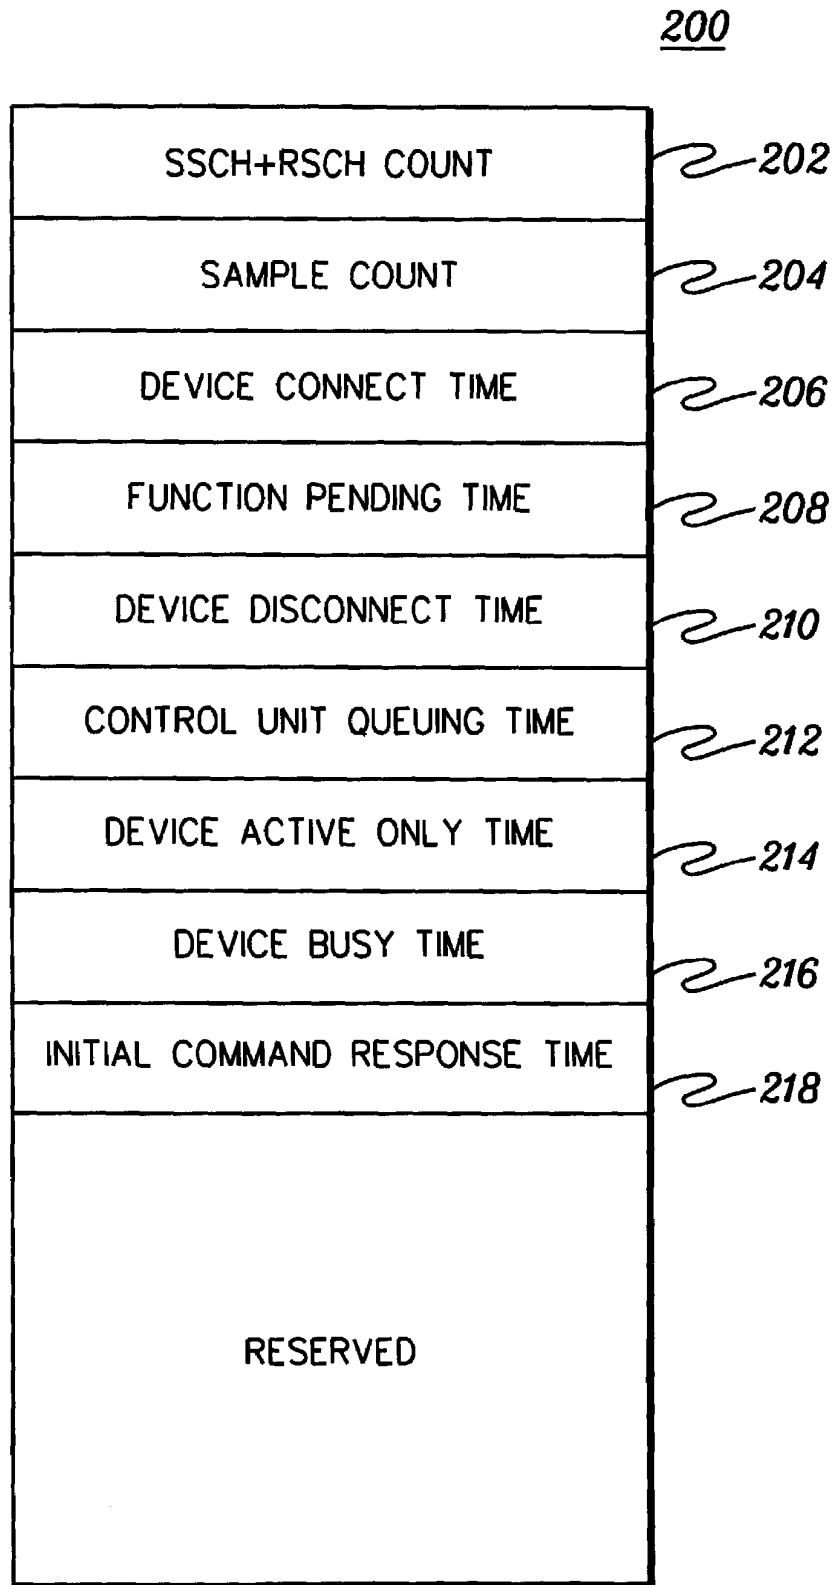 200
SSCH+RSCH COUNT 202
SAMPLE COUNT 204
DEVICE CONNECT TIME 206
FUNCTION PENDING TIME 208
DEVICE DISCONNECT TIME 210
CONTROL UNIT QUEUING TIME 212
DEVICE ACTIVE ONLY TIME 214
DEVICE BUSY TIME 216
INITIAL COMMAND RESPONSE TIME 218
RESERVED